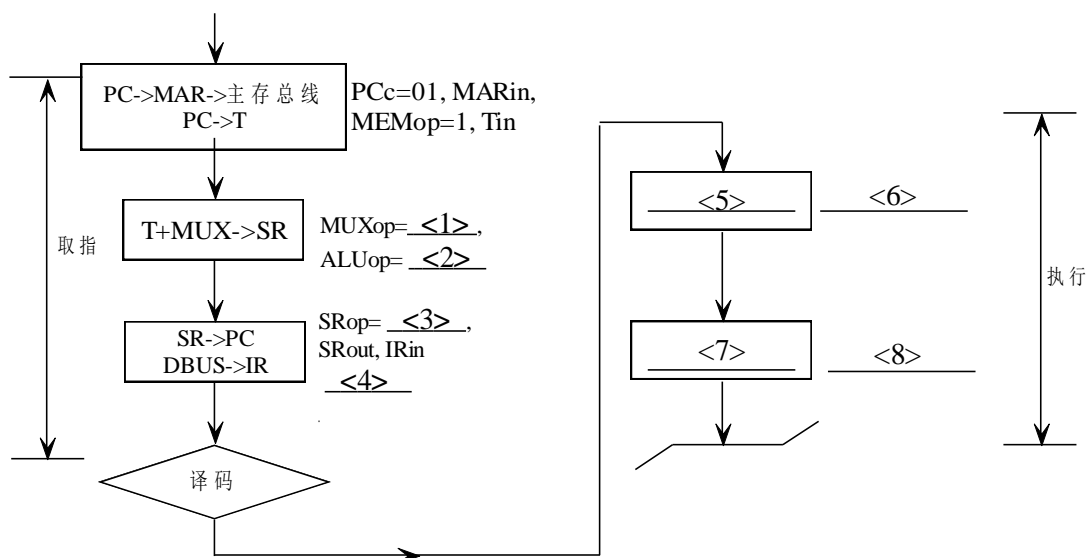 取指
PC->MAR->主存总线
PC->T
PCc=01, MARin,
MEMop=1, Tin
T+MUX->SR
MUXop= <1> ,
ALUop= <2>
SR->PC
DBUS->IR
SRop= <3> ,
SRout, IRin
<4>
译码
<5>
<6>
<7>
<8>
执行